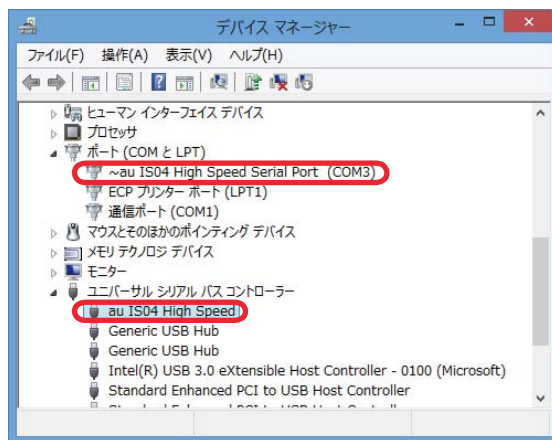 デバイス マネージャー
ファイル(F) 操作(A) 表示(V) ヘルプ(H)
ヒューマン インターフェイス デバイス
プロセッサ
ポート (COM と LPT)
~au IS04 High Speed Serial Port (COM3)
ECP プリンター ポート (LPT1)
通信ポート (COM1)
マウスとそのほかのポインティング デバイス
メモリ テクノロジ デバイス
モニター
ユニバーサル シリアル バス コントローラー
au IS04 High Speed
Generic USB Hub
Generic USB Hub
Intel(R) USB 3.0 eXtensible Host Controller - 0100 (Microsoft)
Standard Enhanced PCI to USB Host Controller